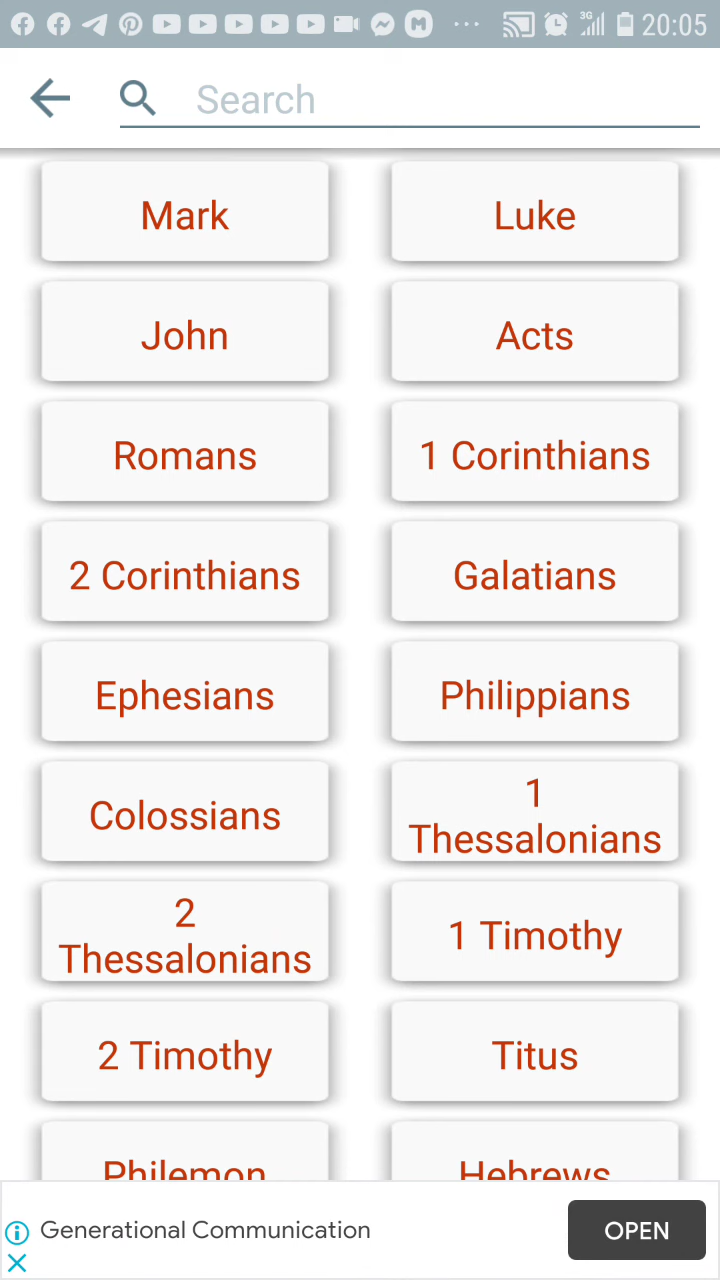 3G 20:05
Search
Mark Luke
John Acts
Romans 1 Corinthians
2 Corinthians Galatians
Ephesians Philippians
Colossians 1
Thessalonians
2
Thessalonians 1 Timothy
2 Timothy Titus
Philemon Hebrews
Generational Communication OPEN